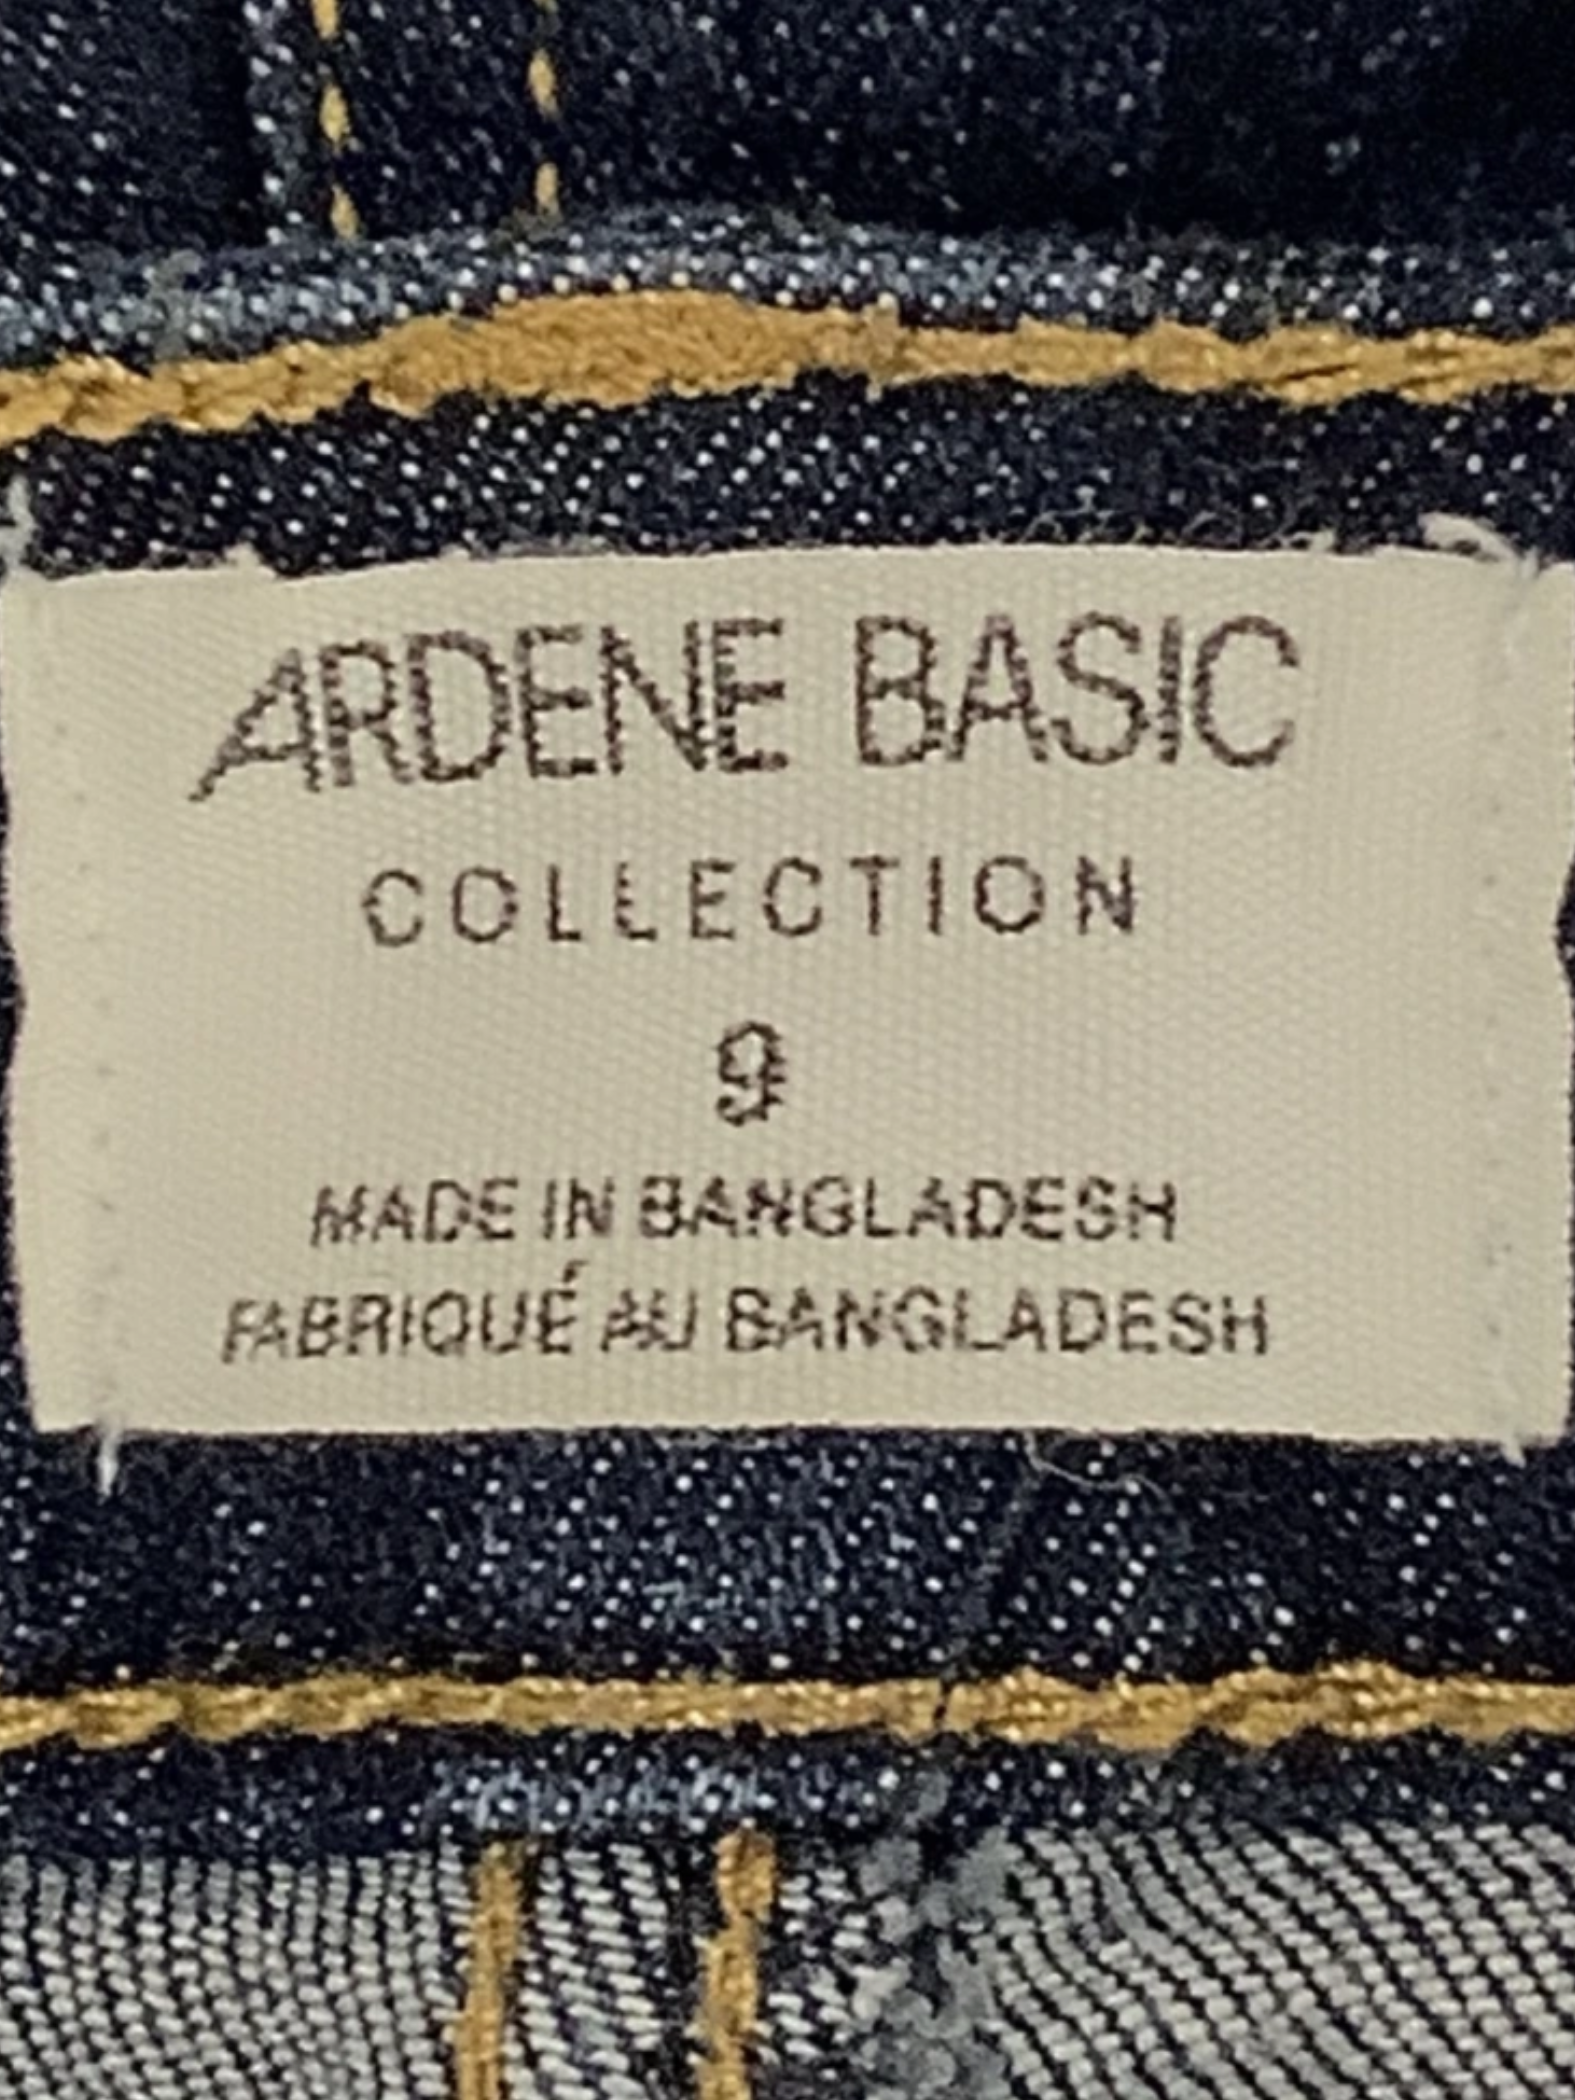 ARDENE BASIC
COLLECTION
9
MADE IN BANGLADESH
FABRIQUÉ AU BANGLADESH